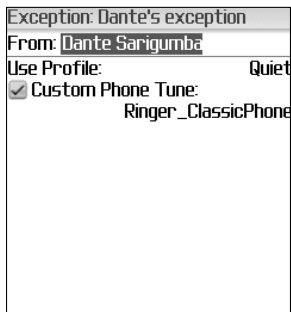 Exception: Dante's exception
From: Dante Sarigumba
Use Profile: Quiet
Custom Phone Tune:
Ringer_ClassicPhone